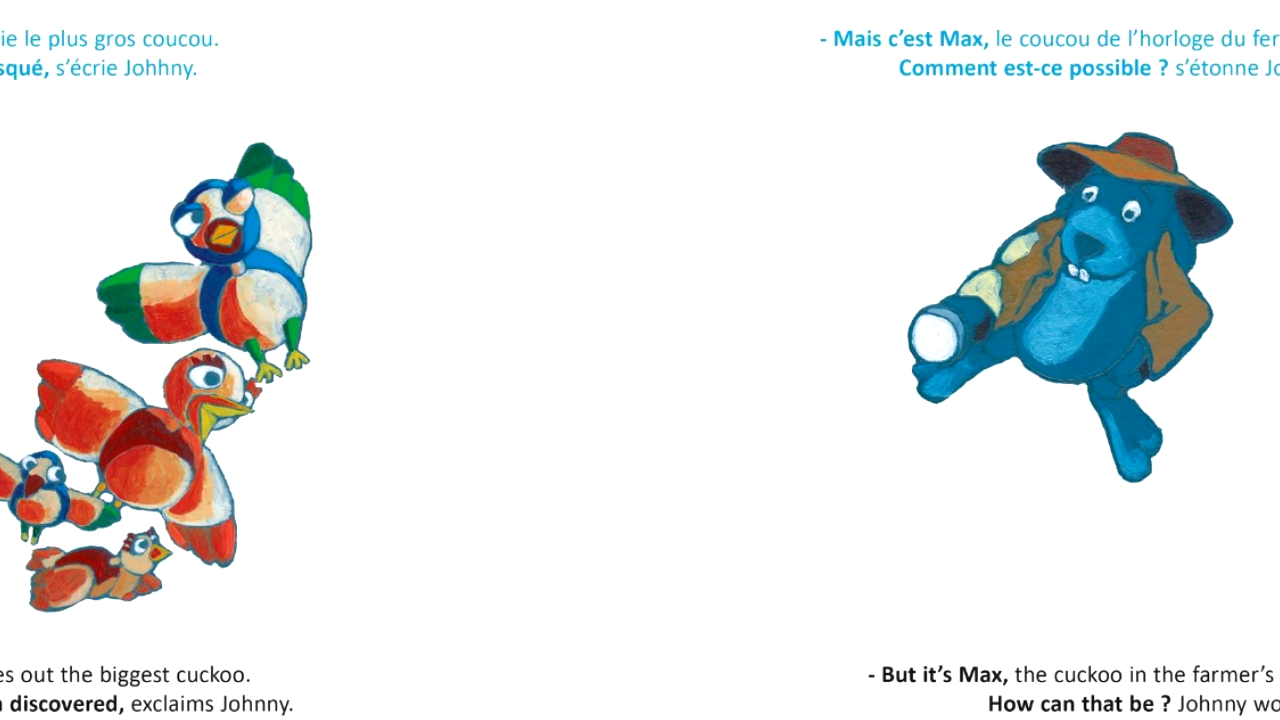 ie le plus gros coucou.
squé, s'écrie Johhny.
- Mais c'est Max, le coucou de l'horloge du fer
Comment est-ce possible ? s'étonne Jo
es out the biggest cuckoo.
discovered, exclaims Johnny.
- But it's Max, the cuckoo in the farmer's
How can that be ? Johnny wo